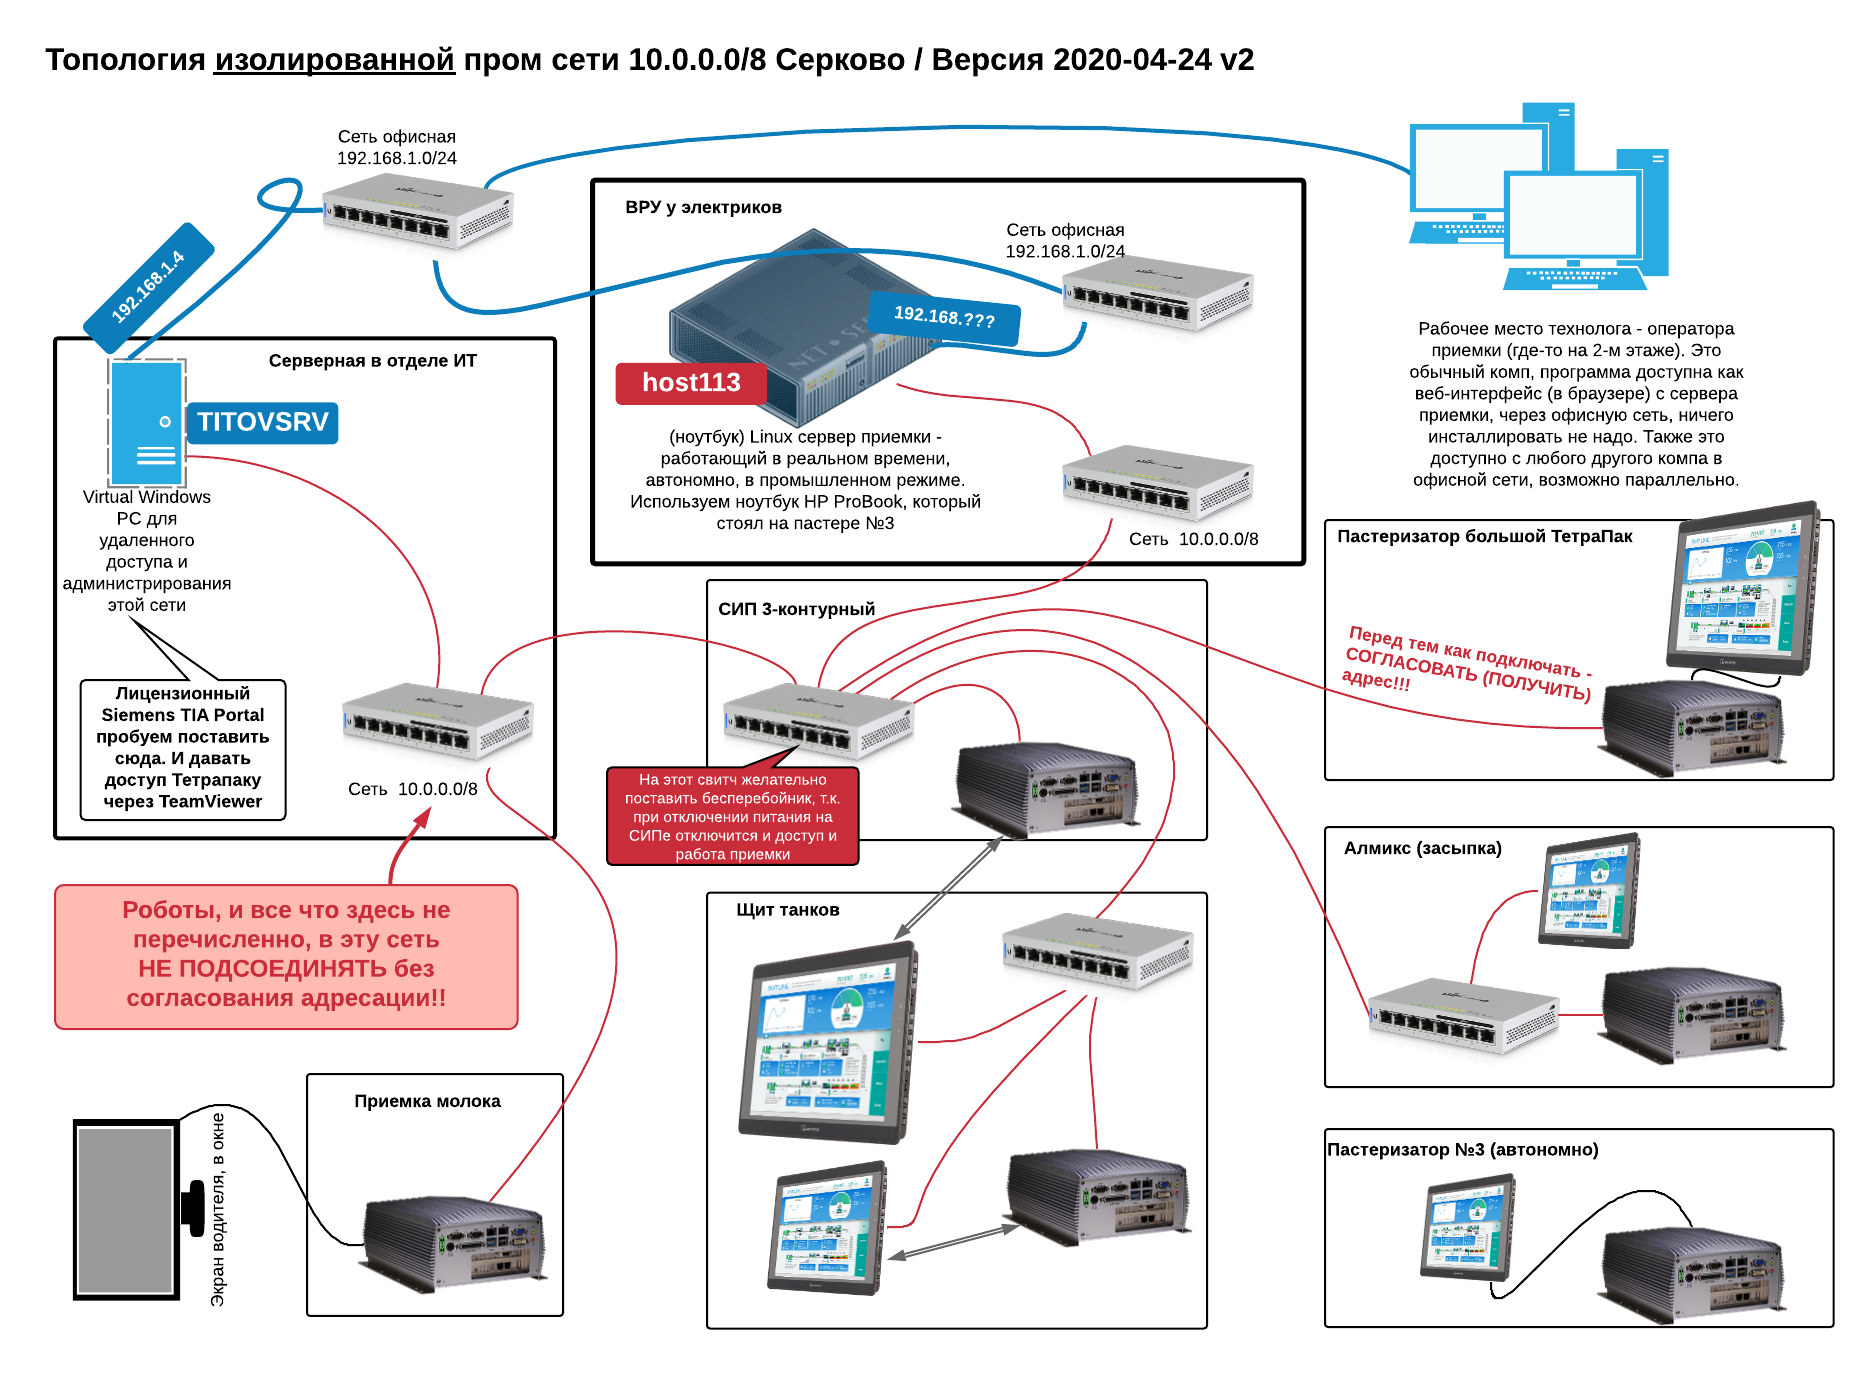 Топология изолированной пром сети 10.0.0.0/8 Серково / Версия 2020-04-24 v2
Сеть офисная
192.168.1.0/24
192.168.1.4
Серверная в отделе ИТ
TITOVSRV
Virtual Windows
PC для
удаленного
доступа и
администрирования
этой сети
Лицензионный
Siemens TIA Portal
пробуем поставить
сюда. И давать
доступ Тетрапаку
через TeamViewer
Сеть 10.0.0.0/8
ВРУ у электриков
Сеть офисная
192.168.1.0/24
192.168.???
host113
(ноутбук) Linux сервер приемки -
работающий в реальном времени,
автономно, в промышленном режиме.
Используем ноутбук HP ProBook, который
стоял на пастере №3
Сеть 10.0.0.0/8
Рабочее место технолога - оператора
приемки (где-то на 2-м этаже). Это
обычный комп, программа доступна как
веб-интерфейс (в браузере) с сервера
приемки, через офисную сеть, ничего
инсталлировать не надо. Также это
доступно с любого другого компа в
офисной сети, возможно параллельно.
Пастеризатор большой ТетраПак
Перед тем как подключать -
СОГЛАСОВАТЬ (ПОЛУЧИТЬ)
адрес!!!
СИП 3-контурный
На этот свитч желательно
поставить бесперебойник, т.к.
при отключении питания на
СИПе отключится и доступ и
работа приемки
Алмикс (засыпка)
Роботы, и все что здесь не
перечисленно, в эту сеть
НЕ ПОДСОЕДИНЯТЬ без
согласования адресации!!
Щит танков
Приемка молока
Экран водителя, в окне
Пастеризатор №3 (автономно)